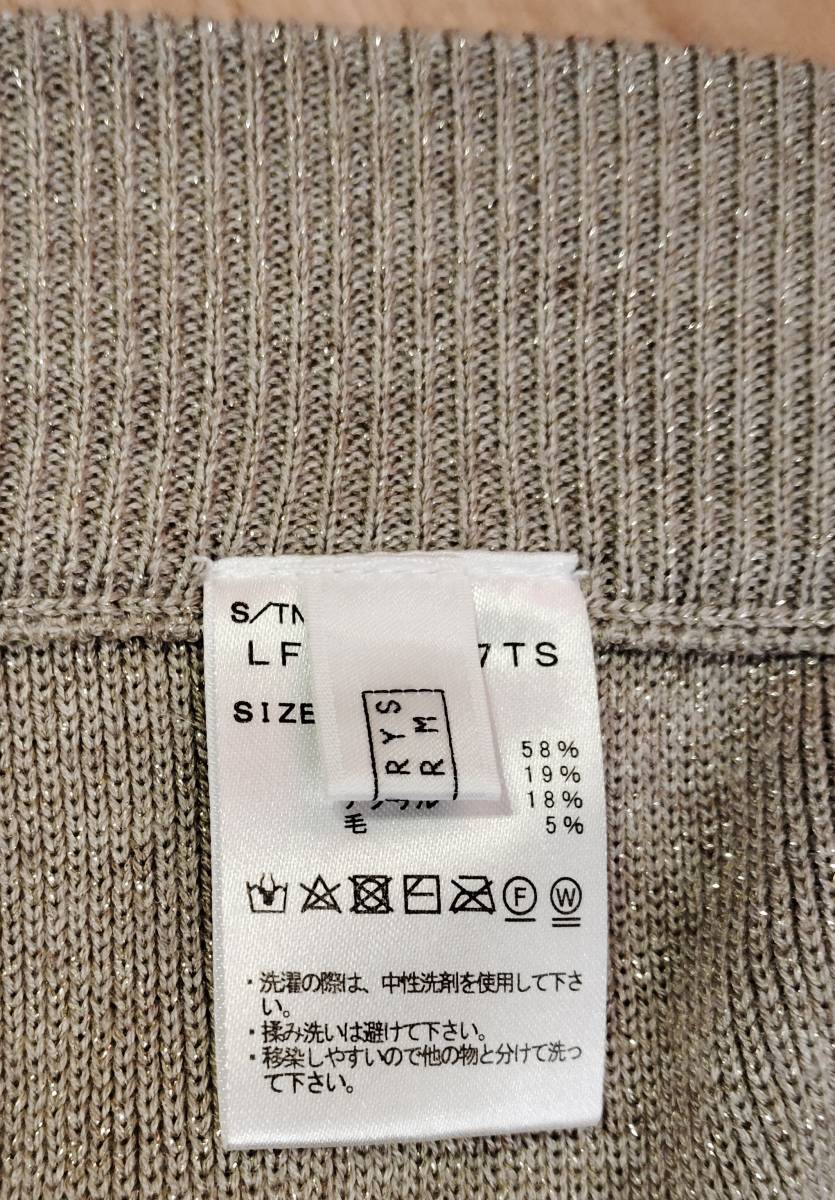 S/TN
LF 7TS
SIZE
RYS
RM
58%
19%
18%
毛 5%
F W
・洗濯の際は、中性洗剤を使用して下さ
い。
・揉み洗いは避けて下さい。
・移染しやすいので他の物と分けて洗っ
て下さい。